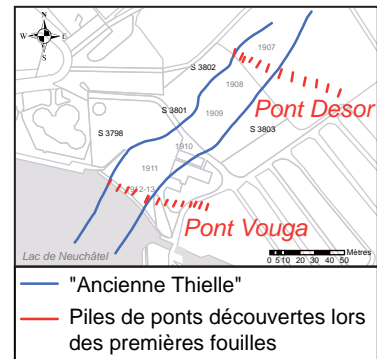 N
W E
S
1907
S 3802
1908
Pont Desor
S 3801
1909
S 3803
S 3798
1910
1911
1912-13
Pont Vouga
Lac de Neuchâtel
Mètres
0 5 10 20 30 40 50
"Ancienne Thielle"
Piles de ponts découvertes lors
des premières fouilles